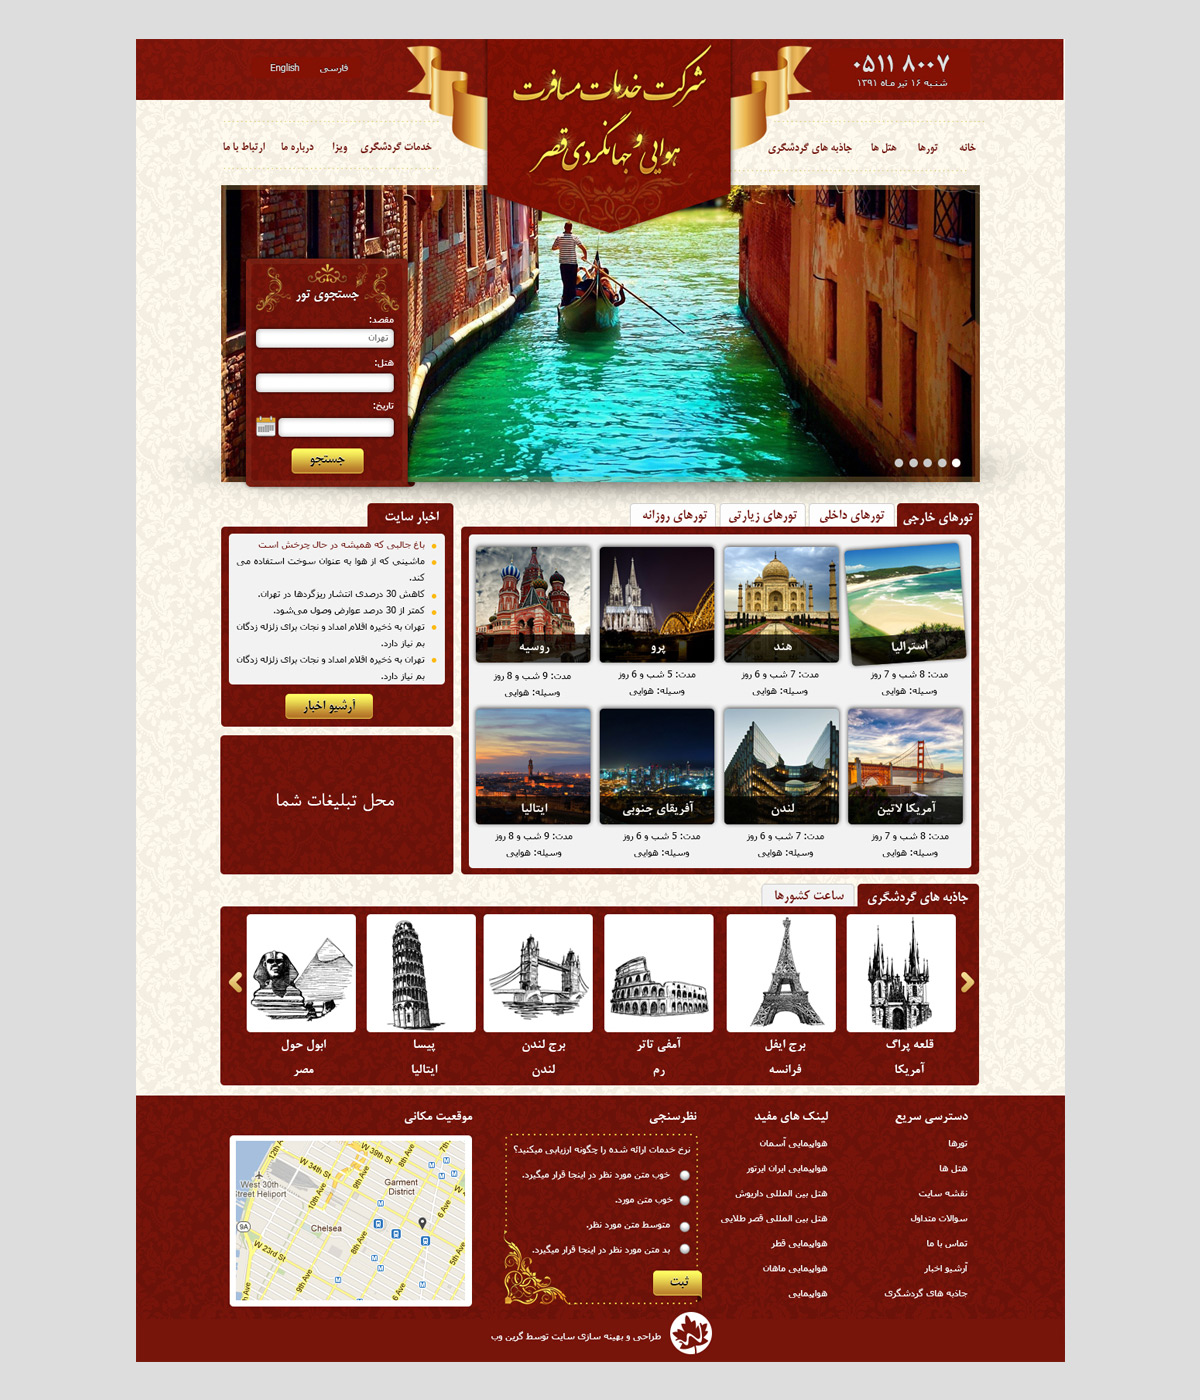 ۰۵۱۱ ۸۰۰۷
شنبه ۱۶ تیر ماه ۱۳۹۱
فارسی
English
شرکت خدمات مسافرت
هوایی و جهانگردی قصر
خانه
تورها
هتل ها
جاذبه های گردشگری
خدمات گردشگری
ویزا
درباره ما
ارتباط با ما
جستجوی تور
مقصد:
تهران
هتل:
تاریخ:
جستجو
تورهای خارجی
تورهای داخلی
تورهای زیارتی
تورهای روزانه
استرالیا
مدت: 8 شب و 7 روز
وسیله: هوایی
هند
مدت: 7 شب و 6 روز
وسیله: هوایی
پرو
مدت: 5 شب و 6 روز
وسیله: هوایی
روسیه
مدت: 9 شب و 8 روز
وسیله: هوایی
آمریکا لاتین
مدت: 8 شب و 7 روز
وسیله: هوایی
لندن
مدت: 7 شب و 6 روز
وسیله: هوایی
آفریقای جنوبی
مدت: 5 شب و 6 روز
وسیله: هوایی
ایتالیا
مدت: 9 شب و 8 روز
وسیله: هوایی
اخبار سایت
باغ جالبی که همیشه در حال چرخش است
ماشینی که از هوا به عنوان سوخت استفاده می
کند.
کاهش 30 درصدی انتشار ریزگردها در تهران.
کمتر از 30 درصد عوارض وصول می‌شود.
تهران به ذخیره اقلام امداد و نجات برای زلزله زدگان
بم نیاز دارد.
تهران به ذخیره اقلام امداد و نجات برای زلزله زدگان
بم نیاز دارد.
آرشیو اخبار
محل تبلیغات شما
جاذبه های گردشگری
ساعت کشورها
قلعه پراگ
آمریکا
برج ایفل
فرانسه
آمفی تاتر
رم
برج لندن
لندن
پیسا
ایتالیا
ابول حول
مصر
دسترسی سریع
تورها
هتل ها
نقشه سایت
سوالات متداول
تماس با ما
آرشیو اخبار
جاذبه های گردشگری
لینک های مفید
هواپیمایی آسمان
هواپیمایی ایران ایرتور
هتل بین المللی داریوش
هتل بین المللی قصر طلایی
هواپیمایی قطر
هواپیمایی ماهان
هواپیمایی
نظرسنجی
نرخ خدمات ارائه شده را چگونه ارزیابی میکنید؟
خوب متن مورد نظر در اینجا قرار میگیرد.
خوب متن مورد.
متوسط متن مورد نظر.
بد متن مورد نظر در اینجا قرار میگیرد.
ثبت
موقعیت مکانی
12th A
W 39th St
8th Ave
7th
W 34th St
9th Ave
10th Ave
West 30th
Street Heliport
Garment
District
6 Ave
9A
Chelsea
W 23rd St
8th Ave
6 Ave
5th Ave
9th Ave
7th Ave
طراحی و بهینه سازی سایت توسط گرین وب